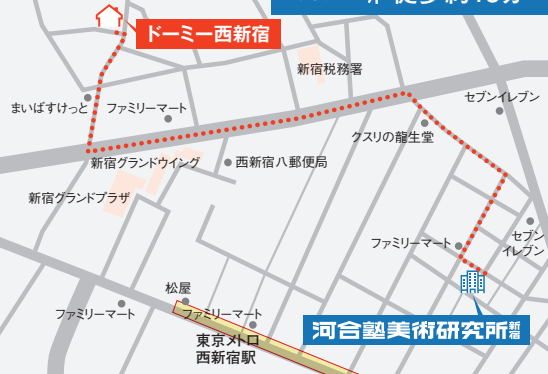 ドーミー西新宿
新宿税務署
まいばすけっと
ファミリーマート
セブンイレブン
クスリの龍生堂
新宿グランドウイング
西新宿八郵便局
新宿グランドプラザ
ファミリーマート
セブン
イレブン
松屋
ファミリーマート
ファミリーマート
東京メトロ
西新宿駅
河合塾美術研究所新宿